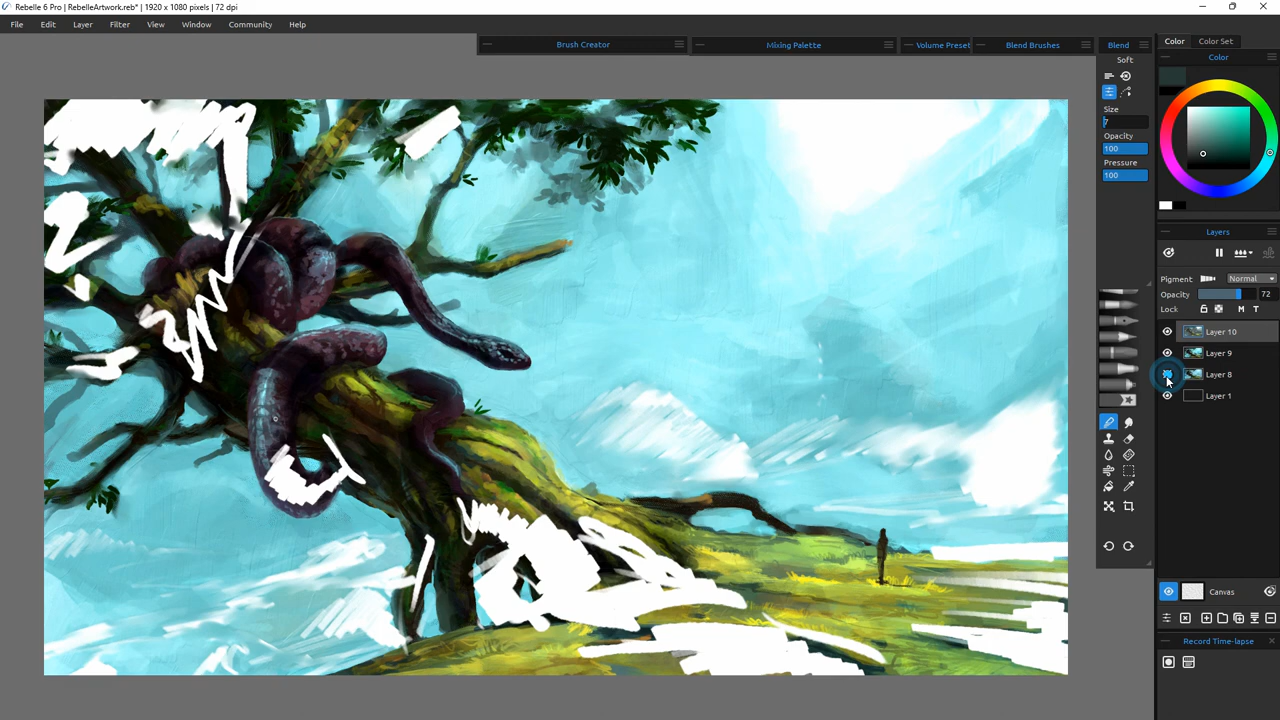 Rebelle 6 Pro | RebelleArtwork.reb* | 1920 x 1080 pixels | 72 dpi
File Edit Layer Filter View Window Community Help
Brush Creator Mixing Palette Volume Preset Blend Brushes Blend Color Color Set
Soft
Color
Size
7
Opacity
100
Pressure
100
Layers
Pigment Normal
Opacity 72
Lock M T
Layer 10
Layer 9
Layer 8
Layer 1
Canvas
Record Time-lapse